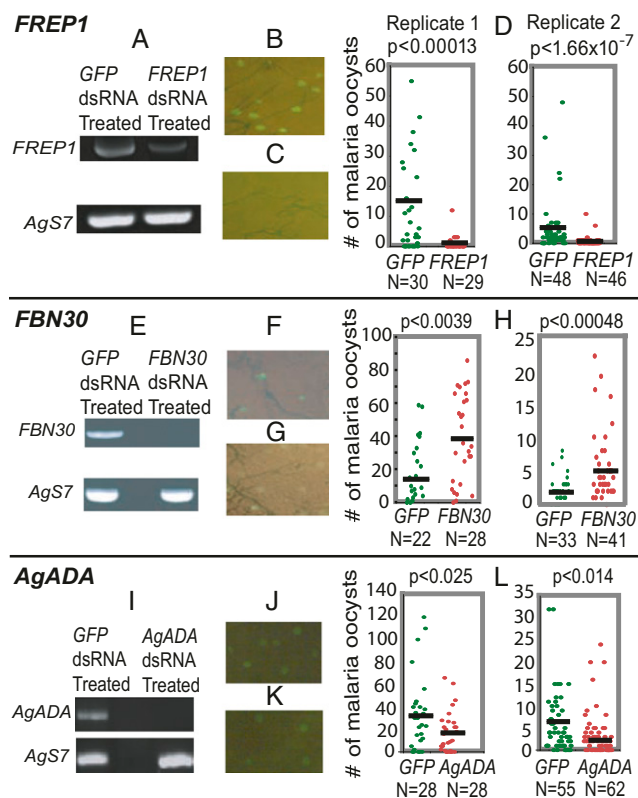 FREP1
A
B
Replicate 1
D
Replicate 2
GFP FREP1
dsRNA dsRNA
Treated Treated
p<0.00013
p<1.66x10⁻⁷
FREP1
AgS7
C
# of malaria oocysts
60
50
40
30
20
10
0
60
50
40
30
20
10
0
GFP FREP1
N=30 N=29
GFP FREP1
N=48 N=46
FBN30
E
F
p<0.0039
H
p<0.00048
GFP FBN30
dsRNA dsRNA
Treated Treated
FBN30
AgS7
G
# of malaria oocysts
100
80
60
40
20
0
25
20
15
10
5
0
GFP FBN30
N=22 N=28
GFP FBN30
N=33 N=41
AgADA
I
J
p<0.025
L
p<0.014
GFP AgADA
dsRNA dsRNA
Treated Treated
AgADA
AgS7
K
# of malaria oocysts
140
120
100
80
60
40
20
0
35
30
25
20
15
10
5
0
GFP AgADA
N=28 N=28
GFP AgADA
N=55 N=62